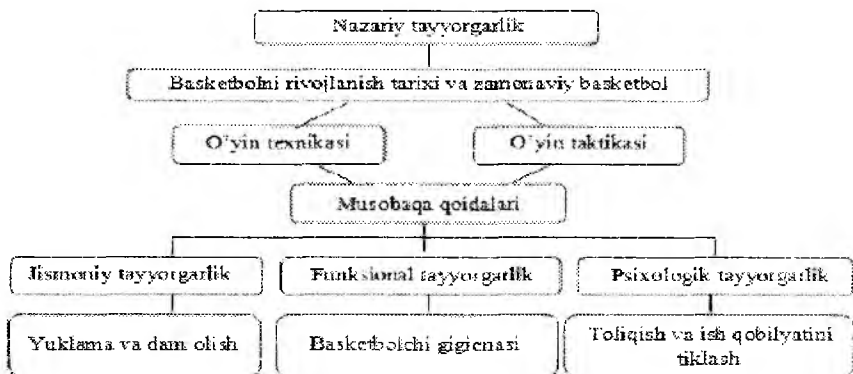 Nazariy tayyorgarlik
Basketbolni rivojlanish tarixi va zamonaviy basketbol
O'yin texnikasi
O'yin taktikasi
Musobaqa qoidalari
Jismoniy tayyorgarlik
Funksional tayyorgarlik
Psixologik tayyorgarlik
Yuklama va dam olish
Basketbolchi gigienasi
Toliqish va ish qobilyatini
tiklash